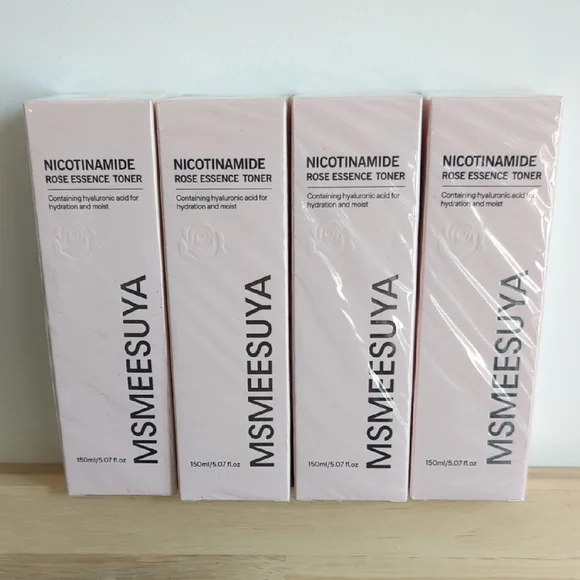 NICOTINAMIDE
ROSE ESSENCE TONER
Containing hyaluronic acid for
hydration and moist
MSMEESUYA
150ml/5.07 fl.oz
NICOTINAMIDE
ROSE ESSENCE TONER
Containing hyaluronic acid for
hydration and moist
MSMEESUYA
150ml/5.07 fl.oz
NICOTINAMIDE
ROSE ESSENCE TONER
Containing hyaluronic acid for
hydration and moist
MSMEESUYA
150ml/5.07 fl.oz
NICOTINAMIDE
ROSE ESSENCE TONER
Containing hyaluronic acid for
hydration and moist
MSMEESUYA
150ml/5.07 fl.oz